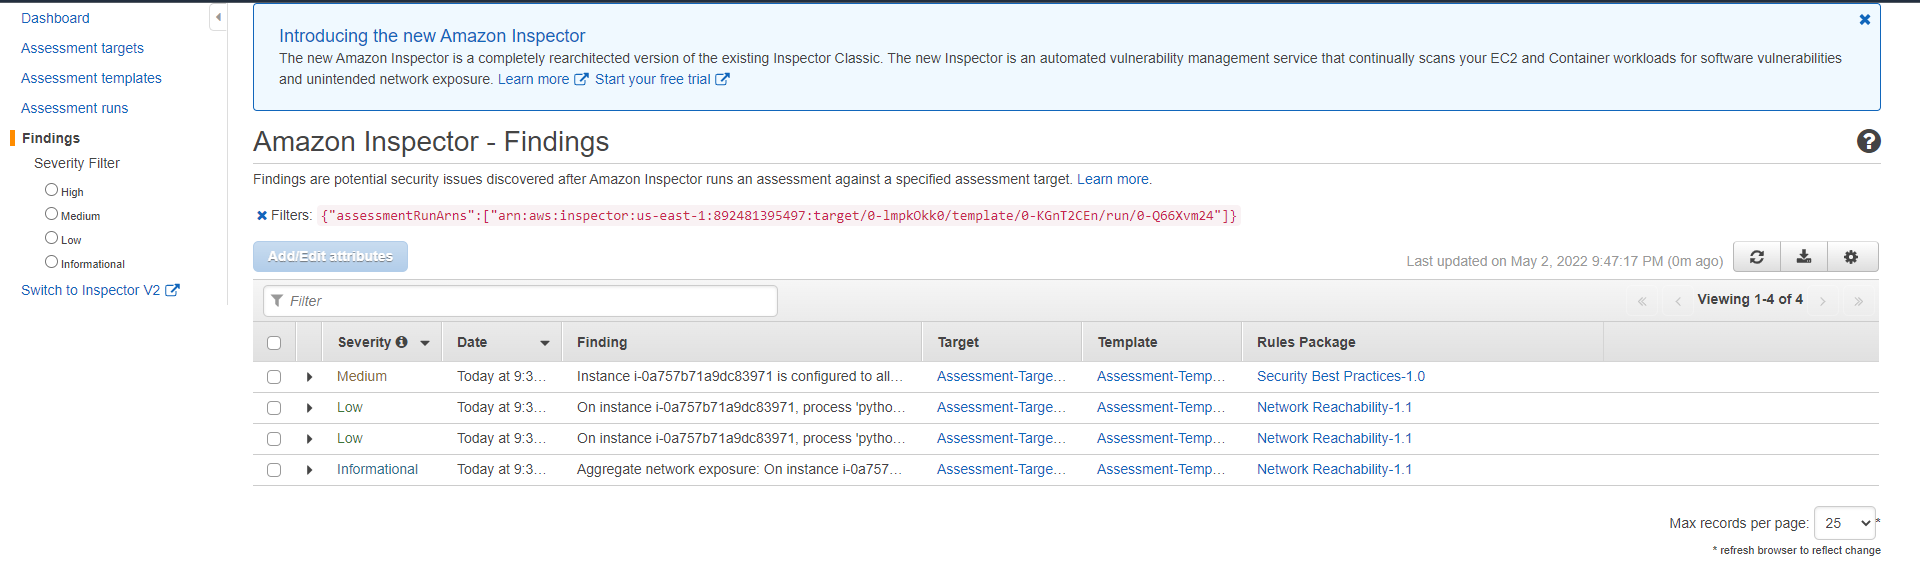 Dashboard
Assessment targets
Assessment templates
Assessment runs
Findings
Severity Filter
High
Medium
Low
Informational
Switch to Inspector V2
Introducing the new Amazon Inspector
The new Amazon Inspector is a completely rearchitected version of the existing Inspector Classic. The new Inspector is an automated vulnerability management service that continually scans your EC2 and Container workloads for software vulnerabilities
and unintended network exposure. Learn more Start your free trial
Amazon Inspector - Findings
Findings are potential security issues discovered after Amazon Inspector runs an assessment against a specified assessment target. Learn more.
Filters: {"assessmentRunArns":["arn:aws:inspector:us-east-1:892481395497:target/0-lmpkOkk0/template/0-KGnT2CEn/run/0-Q66Xvm24"]}
Add/Edit attributes
Last updated on May 2, 2022 9:47:17 PM (0m ago)
Filter
« ‹ Viewing 1-4 of 4 › »
Severity Date Finding Target Template Rules Package
Medium Today at 9:3... Instance i-0a757b71a9dc83971 is configured to all... Assessment-Targe... Assessment-Temp... Security Best Practices-1.0
Low Today at 9:3... On instance i-0a757b71a9dc83971, process 'pytho... Assessment-Targe... Assessment-Temp... Network Reachability-1.1
Low Today at 9:3... On instance i-0a757b71a9dc83971, process 'pytho... Assessment-Targe... Assessment-Temp... Network Reachability-1.1
Informational Today at 9:3... Aggregate network exposure: On instance i-0a757... Assessment-Targe... Assessment-Temp... Network Reachability-1.1
Max records per page: 25 *
* refresh browser to reflect change